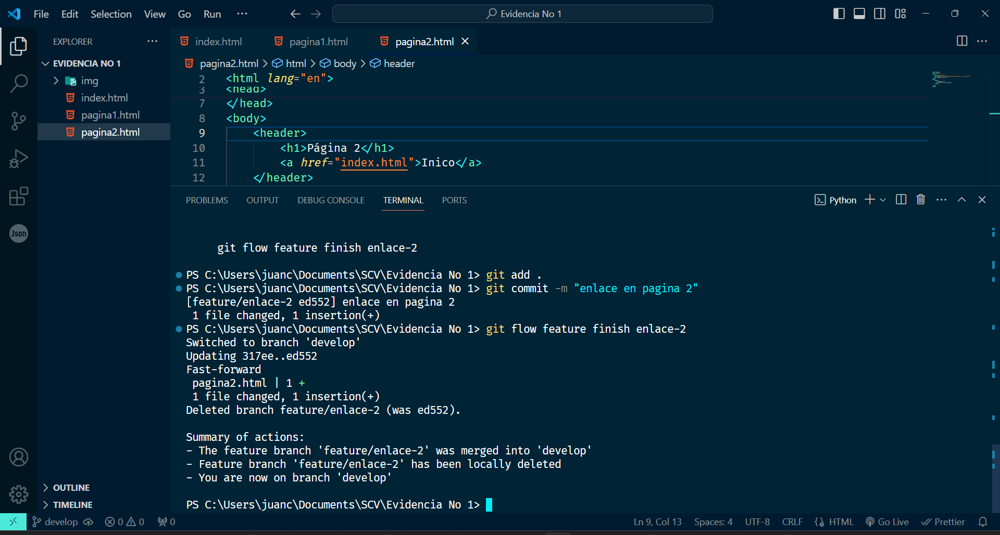 File Edit Selection View Go Run ··· Evidencia No 1
EXPLORER ···
EVIDENCIA NO 1
img
index.html
pagina1.html
pagina2.html
OUTLINE
TIMELINE
index.html pagina1.html pagina2.html
pagina2.html > html > body > header
2 <html lang="en">
3 <head>
7 </head>
8 <body>
9 <header>
10 <h1>Página 2</h1>
11 <a href="index.html">Inico</a>
12 </header>
PROBLEMS OUTPUT DEBUG CONSOLE TERMINAL PORTS Python
git flow feature finish enlace-2
PS C:\Users\juanc\Documents\SCV\Evidencia No 1> git add .
PS C:\Users\juanc\Documents\SCV\Evidencia No 1> git commit -m "enlace en pagina 2"
[feature/enlace-2 ed552] enlace en pagina 2
1 file changed, 1 insertion(+)
PS C:\Users\juanc\Documents\SCV\Evidencia No 1> git flow feature finish enlace-2
Switched to branch 'develop'
Updating 317ee..ed552
Fast-forward
pagina2.html | 1 +
1 file changed, 1 insertion(+)
Deleted branch feature/enlace-2 (was ed552).
Summary of actions:
- The feature branch 'feature/enlace-2' was merged into 'develop'
- Feature branch 'feature/enlace-2' has been locally deleted
- You are now on branch 'develop'
PS C:\Users\juanc\Documents\SCV\Evidencia No 1>
Json
develop 0 0 0 Ln 9, Col 13 Spaces: 4 UTF-8 CRLF HTML Go Live Prettier